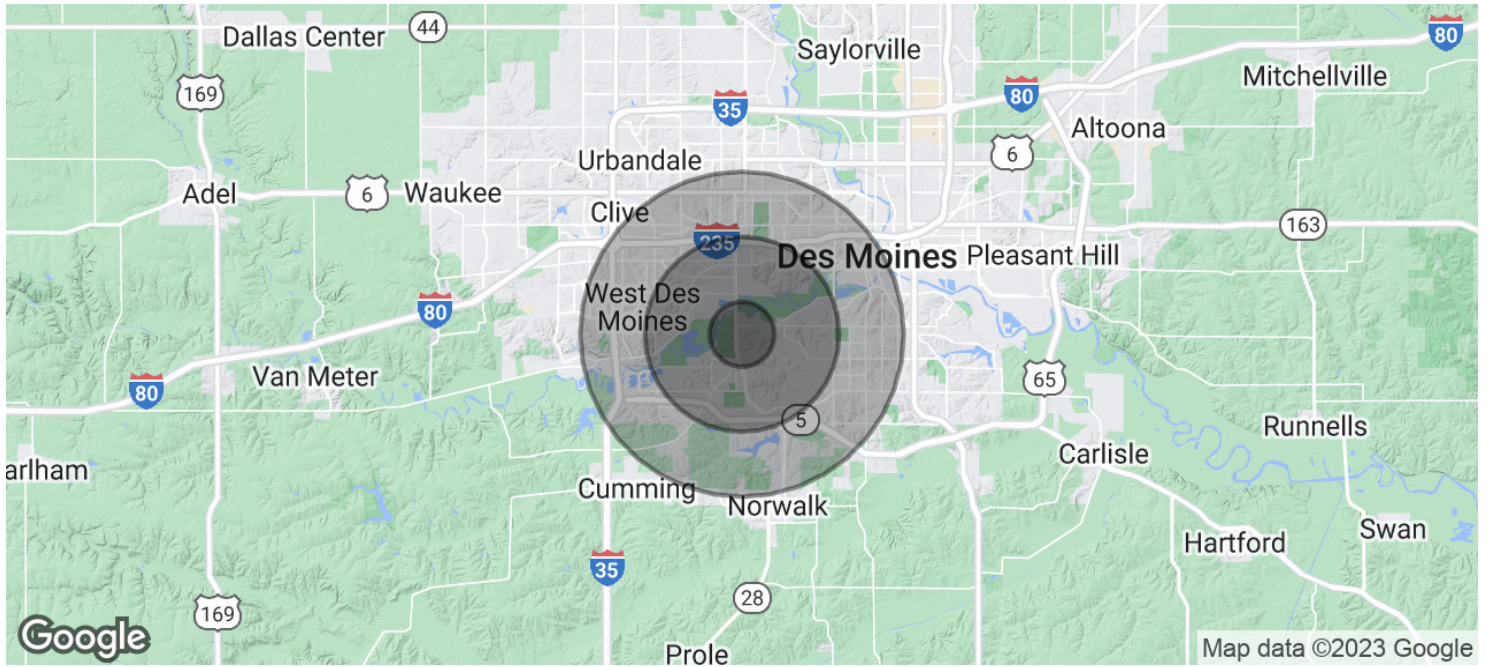 44
Dallas Center
Saylorville
80
Mitchellville
169
35
80
Altoona
6
Urbandale
Adel
6
Waukee
Clive
163
235
Des Moines
Pleasant Hill
West Des
Moines
80
Van Meter
80
65
5
Runnells
Carlisle
arlham
Cumming
Norwalk
Swan
Hartford
35
28
169
Google
Prole
Map data ©2023 Google